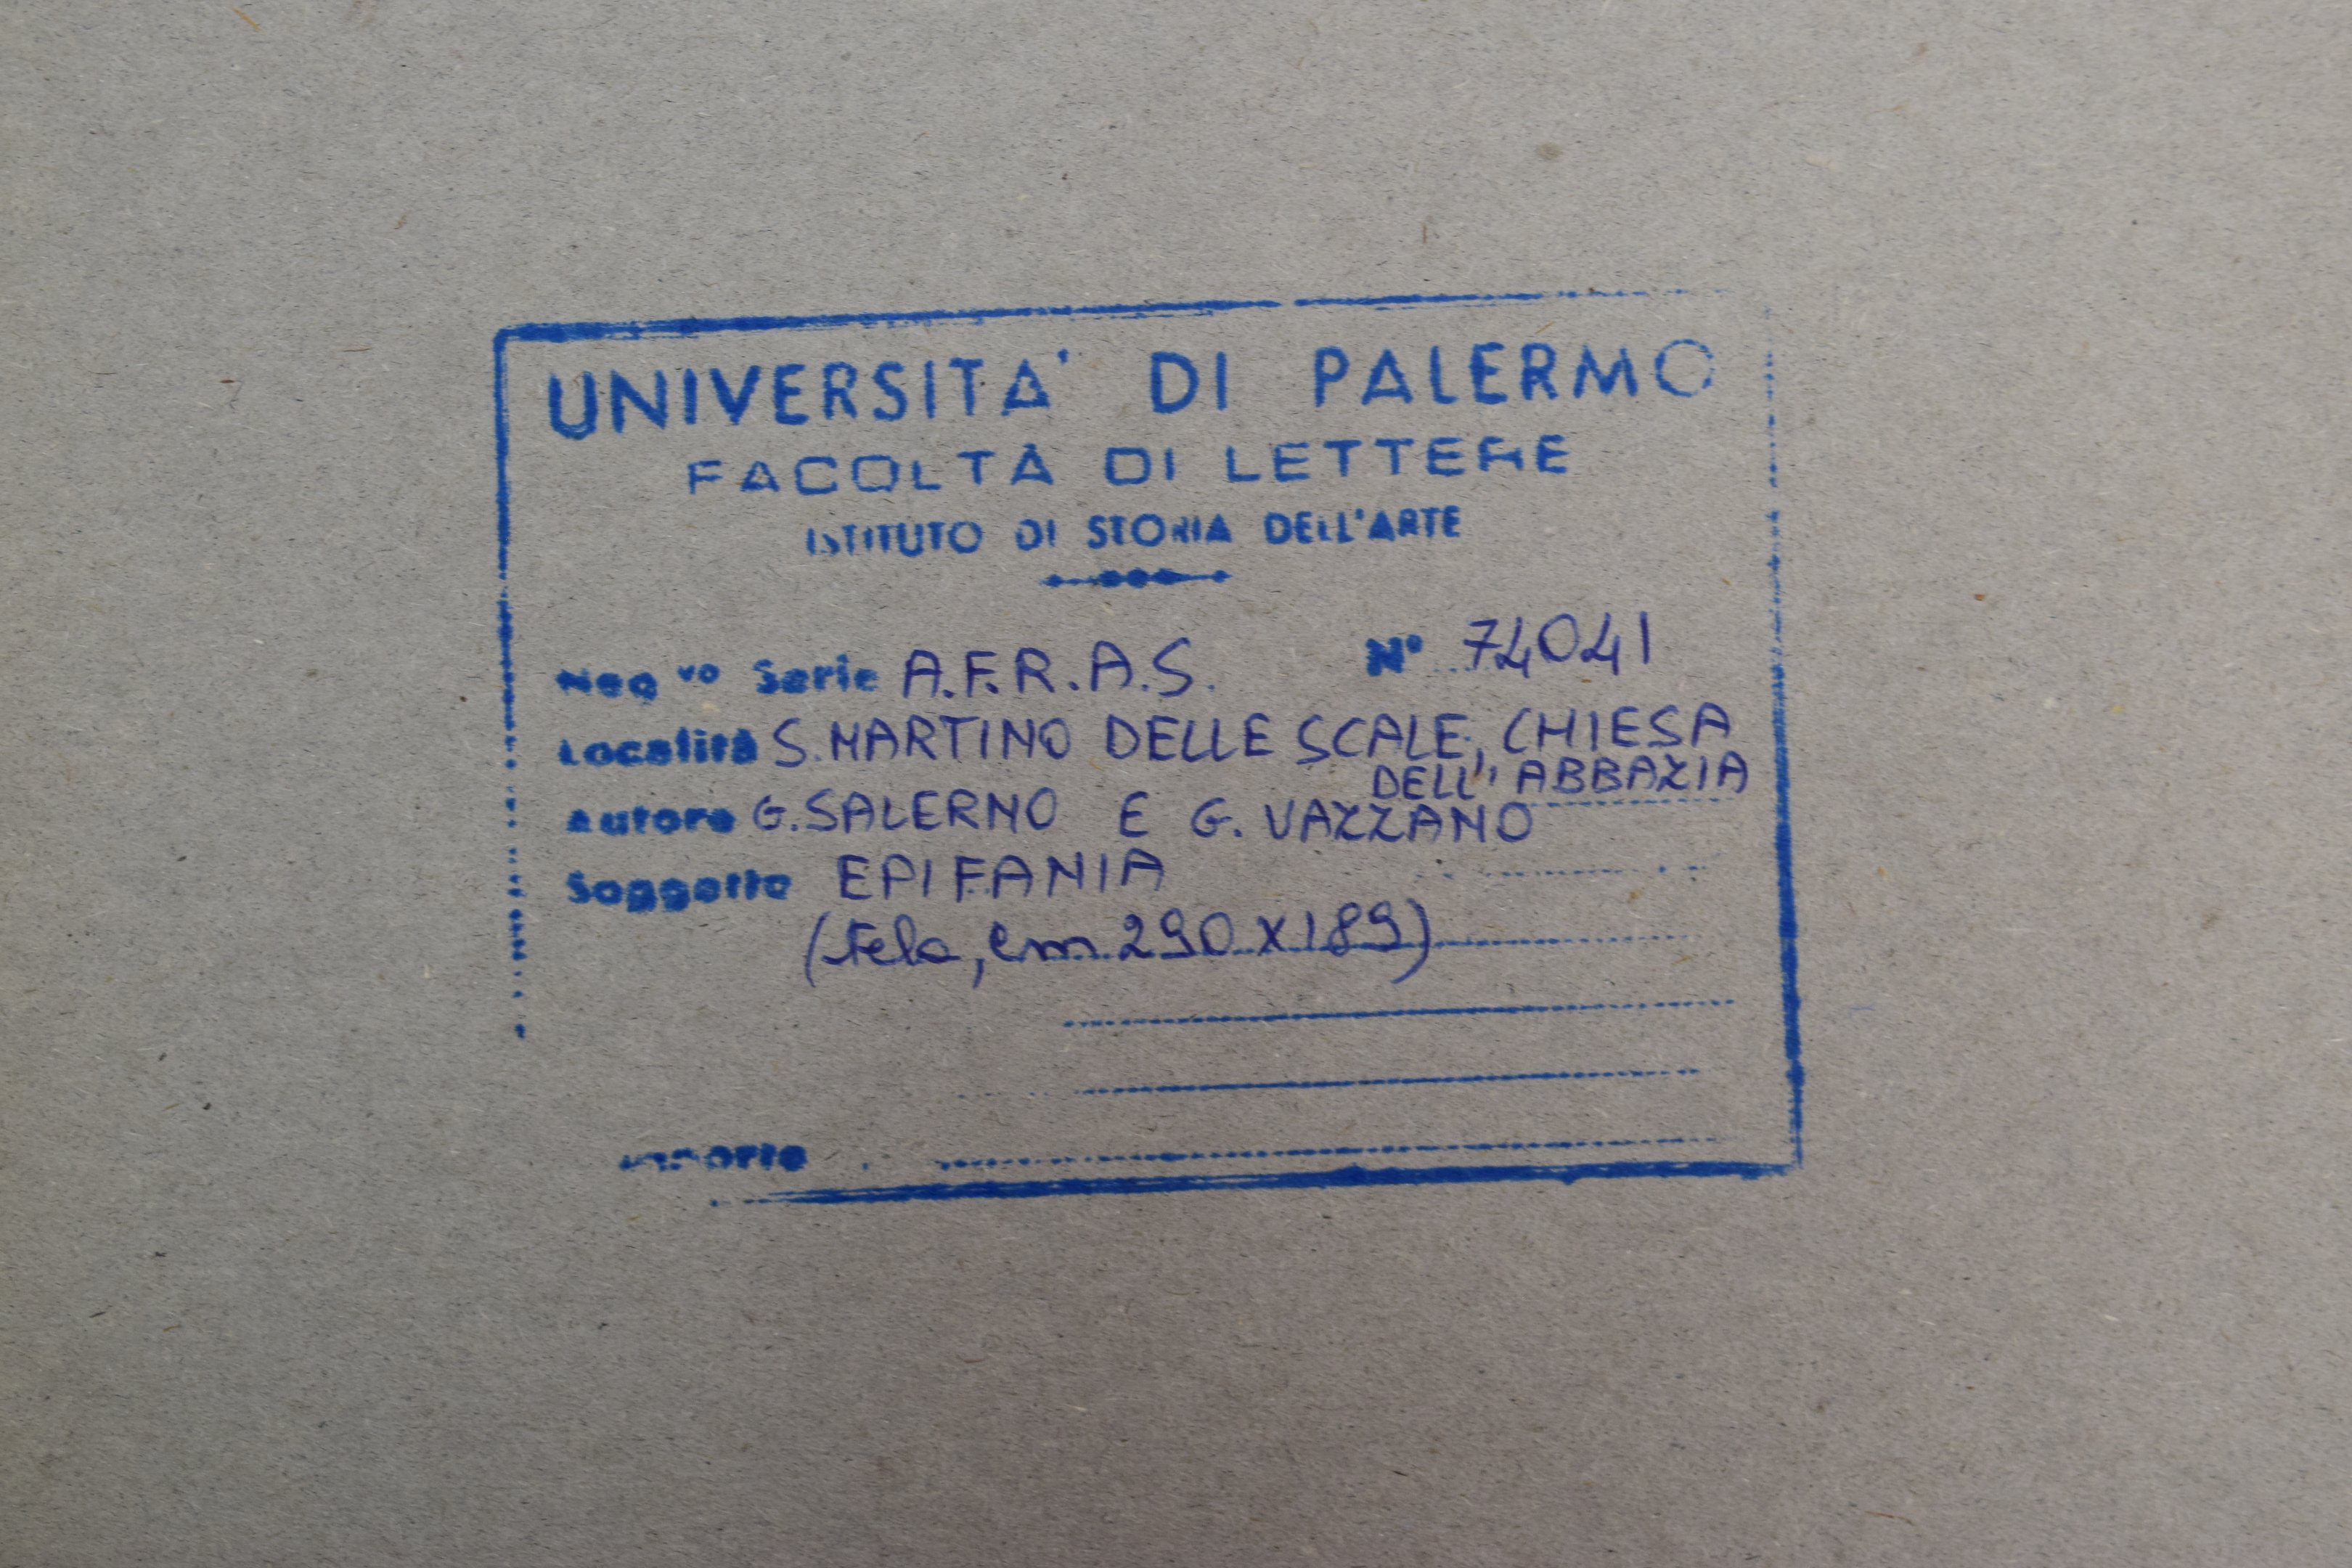 UNIVERSITA' DI PALERMO
FACOLTÀ DI LETTERE
ISTITUTO DI STORIA DELL'ARTE
Neg vo Serie A.F.R.A.S. N° 74041
Località S. MARTINO DELLE SCALE, CHIESA
DELL'ABBAZIA
Autore G. SALERNO E G. VAZZANO
Soggetto EPIFANIA
(tela, cm 290 x 189)